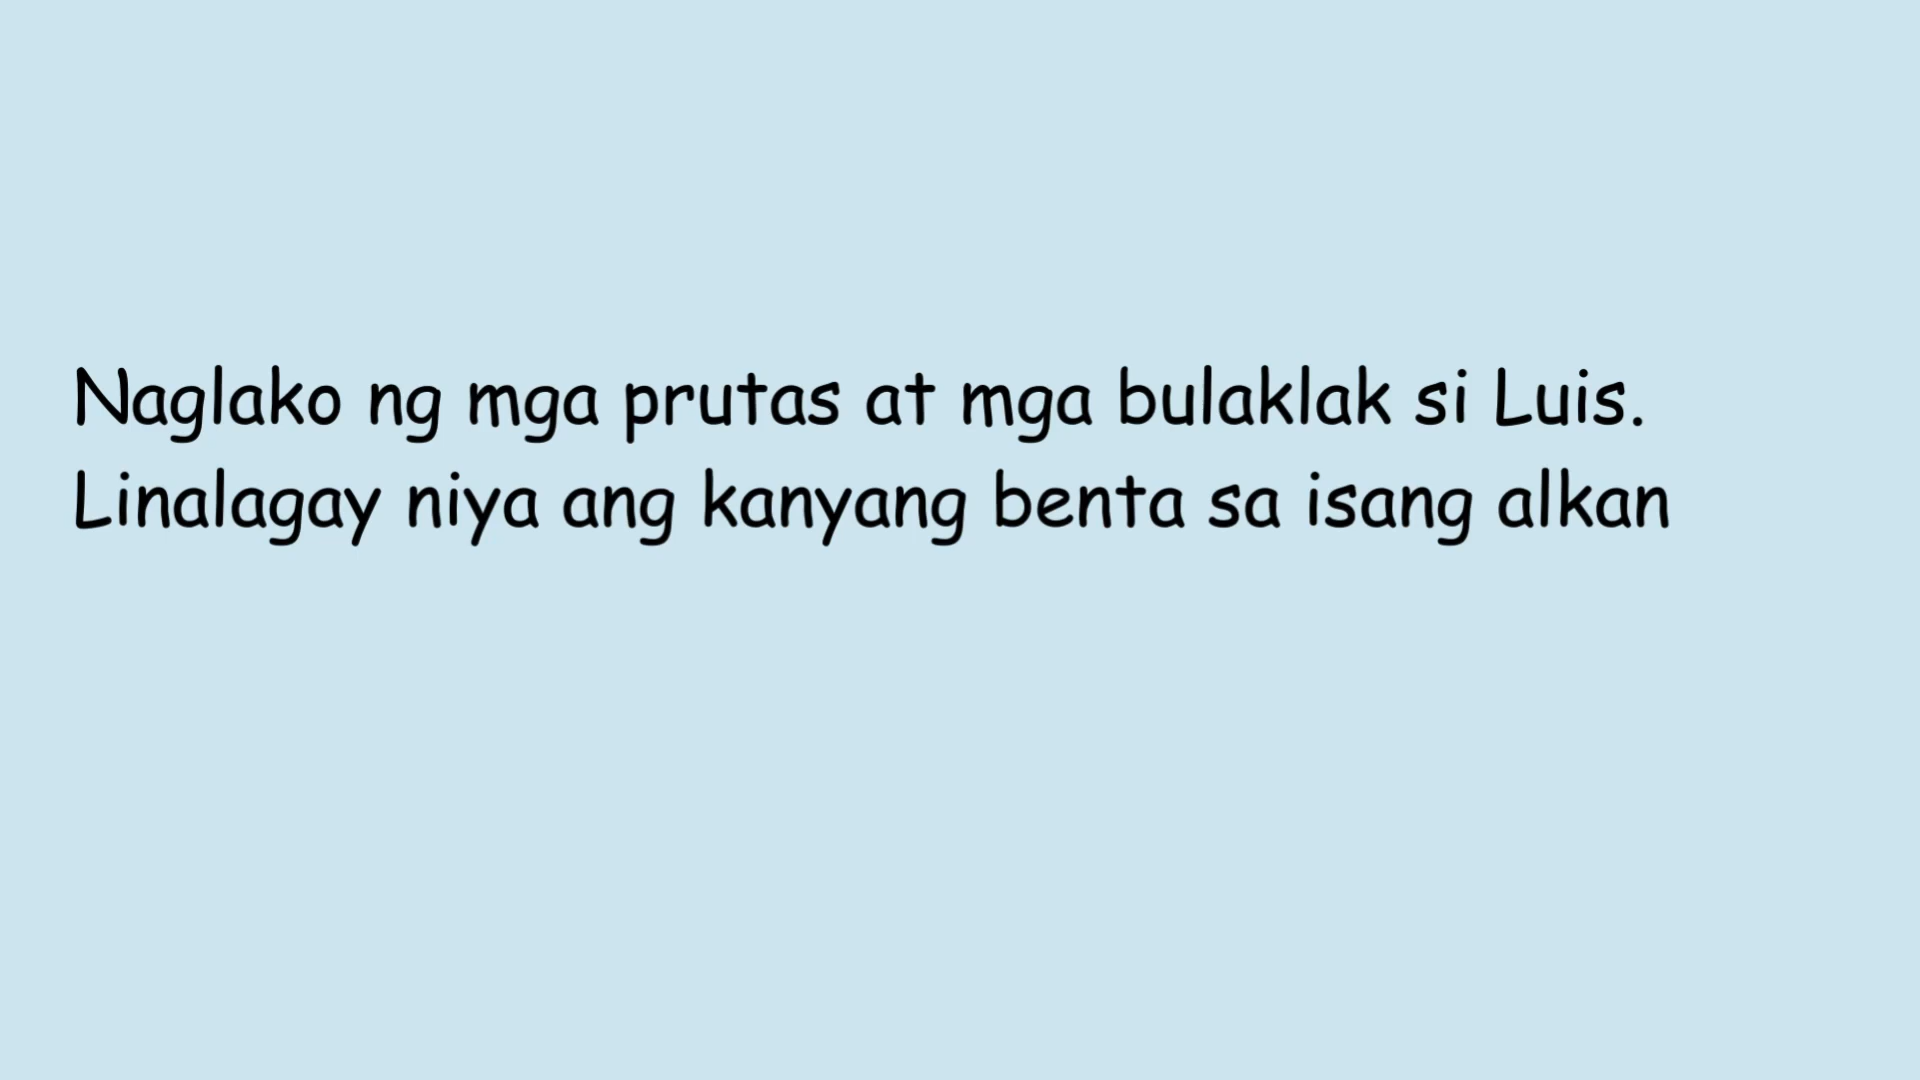 Naglako ng mga prutas at mga bulaklak si Luis.
Linalagay niya ang kanyang benta sa isang alkan